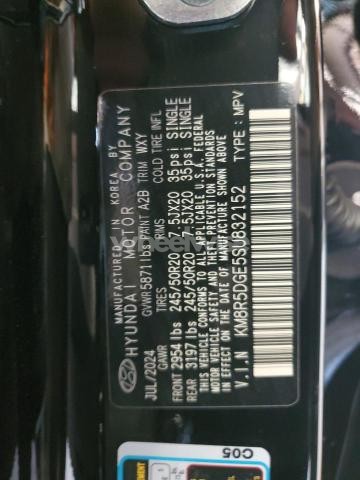 MANUFACTURED IN KOREA BY
HYUNDAI MOTOR COMPANY
JUL/2024 GVWR 5871 lbs PAINT A2B TRIM WXY
GAWR RIMS TIRES COLD TIRE INFL
FRONT 2954 lbs 245/50R20 7.5JX20 35psi SINGLE
REAR 3197 lbs 245/50R20 7.5JX20 35psi SINGLE
THIS VEHICLE CONFORMS TO ALL APPLICABLE U.S. FEDERAL
MOTOR VEHICLE SAFETY AND THEFT PREVENTION STANDARDS
IN EFFECT ON THE DATE OF MANUFACTURE SHOWN ABOVE
V.I.N : KM8R5DGE5SU832152 TYPE : MPV
C05